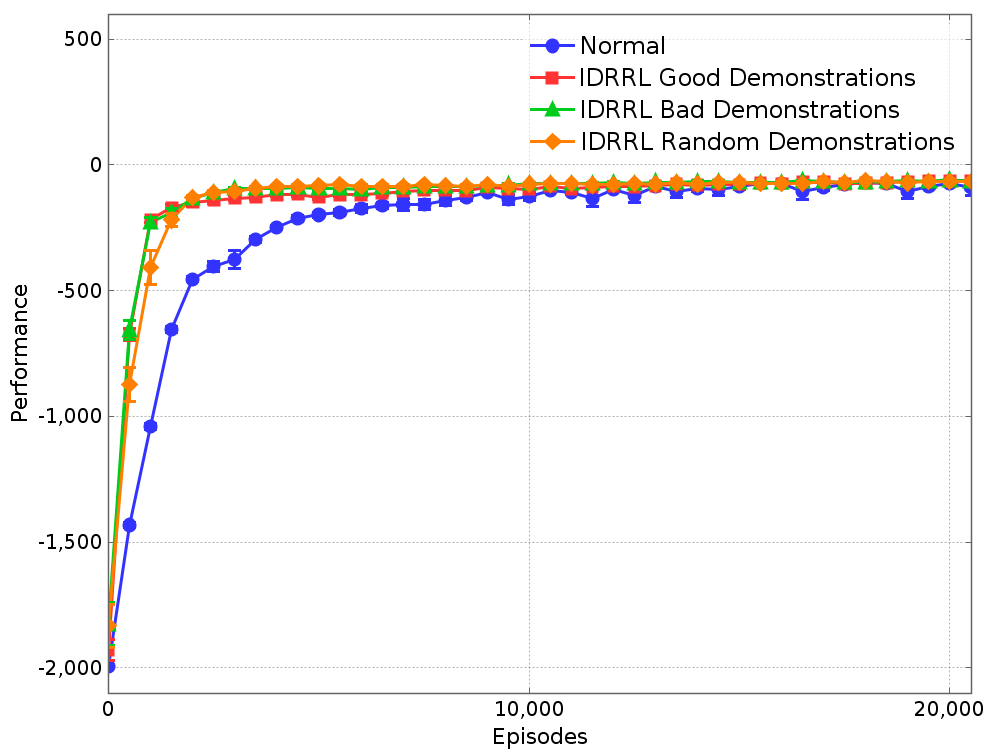 500
0
-500
-1,000
-1,500
-2,000
Performance
Normal
IDRRL Good Demonstrations
IDRRL Bad Demonstrations
IDRRL Random Demonstrations
0
10,000
20,000
Episodes